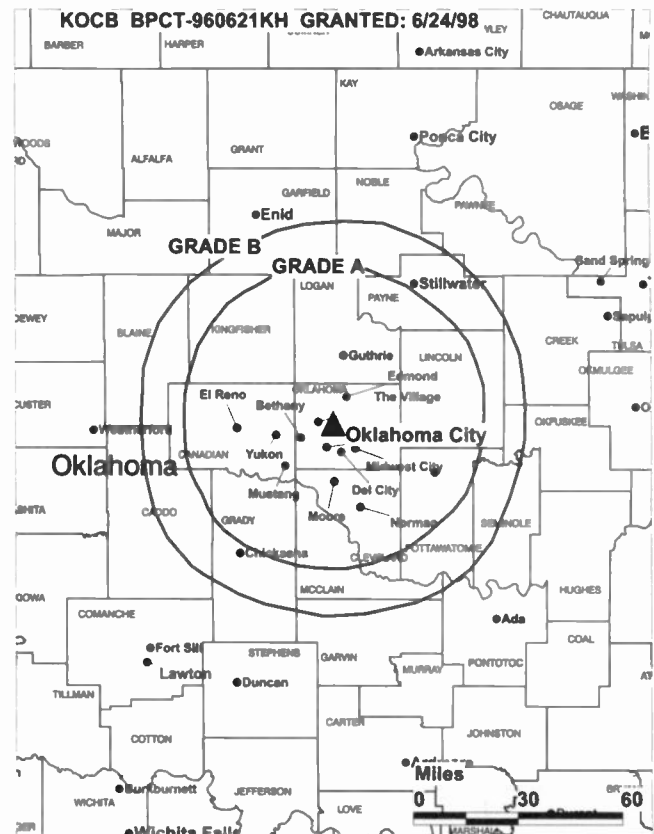 KOCB BPCT-960621KH GRANTED: 6/24/98
CHAUTAUQUA
BARBER
HARPER
Arkansas City
KAY
OSAGE
Ponca City
ALFALFA
GRANT
NOBLE
GARFIELD
PAWNEE
Enid
MAJOR
GRADE B
GRADE A
Sand Spring
LOGAN
Stillwater
PAYNE
DEWEY
BLAINE
KINGFISHER
CREEK
TULSA
Guthrie
LINCOLN
OKMULGEE
Edmond
OKLAHOMA
El Reno
The Village
CUSTER
Bethany
OKFUSKEE
Weatherford
Oklahoma City
CANADIAN
Yukon
Midwest City
Oklahoma
Mustang
Del City
CADDO
Moore
Norman
GRADY
SEMINOLE
POTTAWATOMIE
Chickasha
CLEVELAND
MCCLAIN
HUGHES
COMANCHE
Ada
COAL
Fort Sill
STEPHENS
GARVIN
PONTOTOC
MURRAY
Lawton
Duncan
TILLMAN
CARTER
COTTON
JOHNSTON
Ardmore
Miles
Burkburnett
JEFFERSON
WICHITA
LOVE
0 30 60
MARSHAL
Wichita Falls